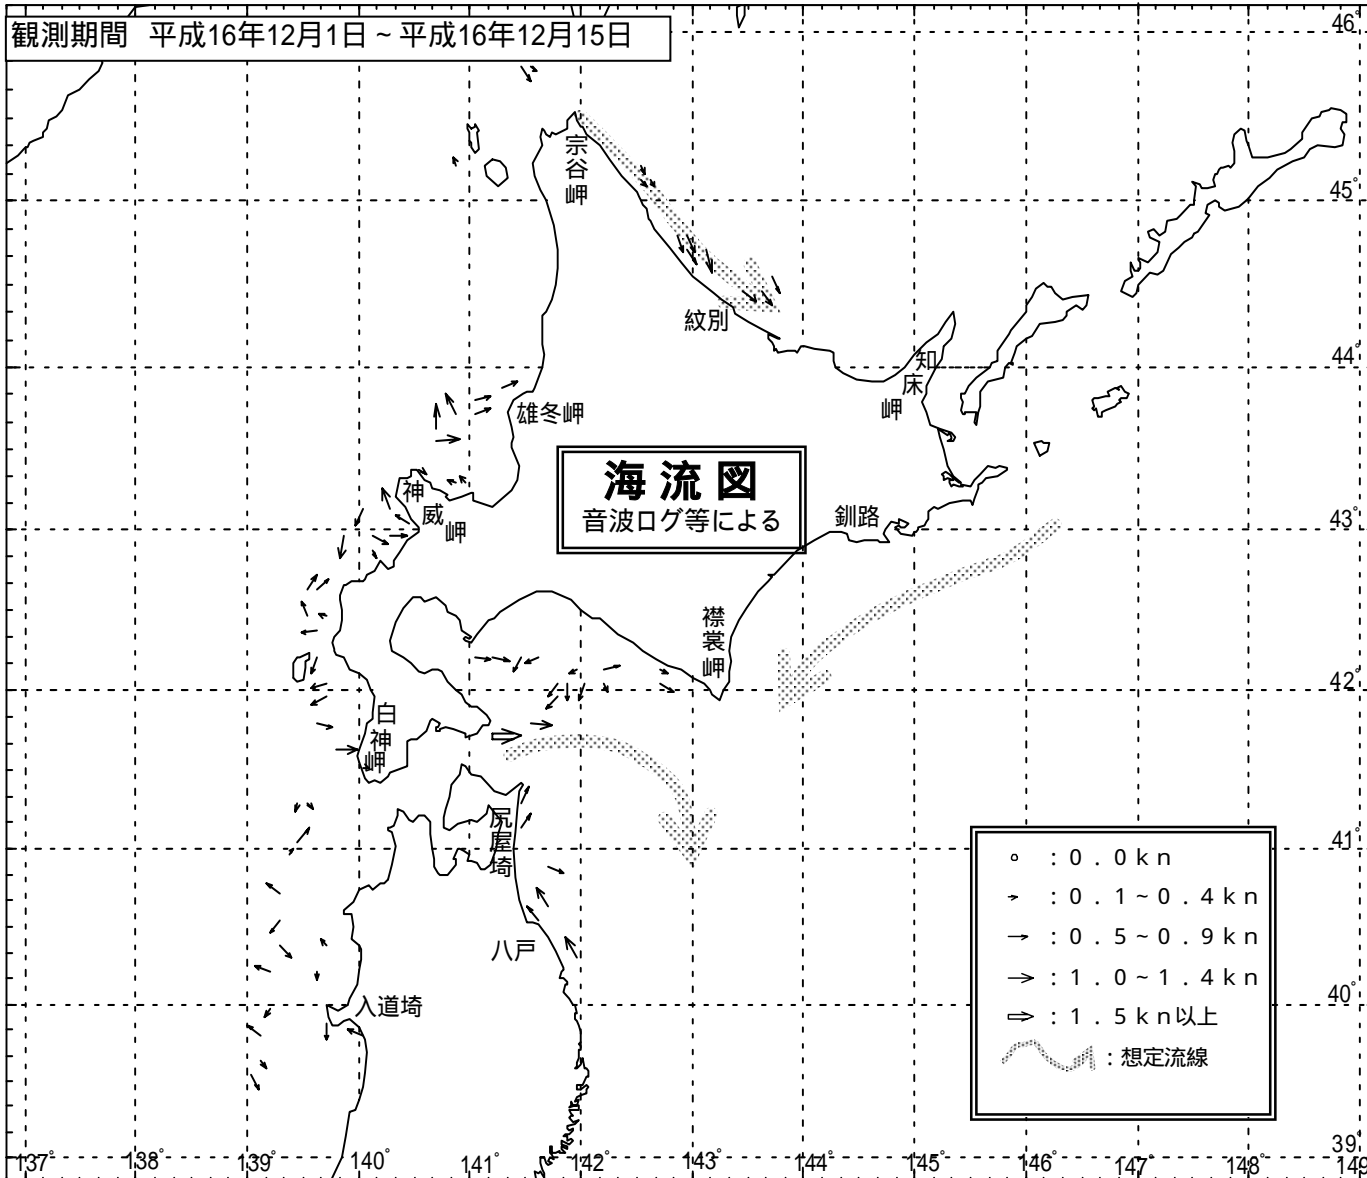 観測期間 平成16年12月1日 ~ 平成16年12月15日
46°
宗谷岬
45°
紋別
44°
知床岬
雄冬岬
海流図
音波ログ等による
神威岬
釧路
43°
襟裳岬
42°
白神岬
尻屋埼
41°
八戸
入道埼
40°
:0.0kn
:0.1~0.4kn
:0.5~0.9kn
:1.0~1.4kn
:1.5kn以上
:想定流線
39°
137° 138° 139° 140° 141° 142° 143° 144° 145° 146° 147° 148° 149